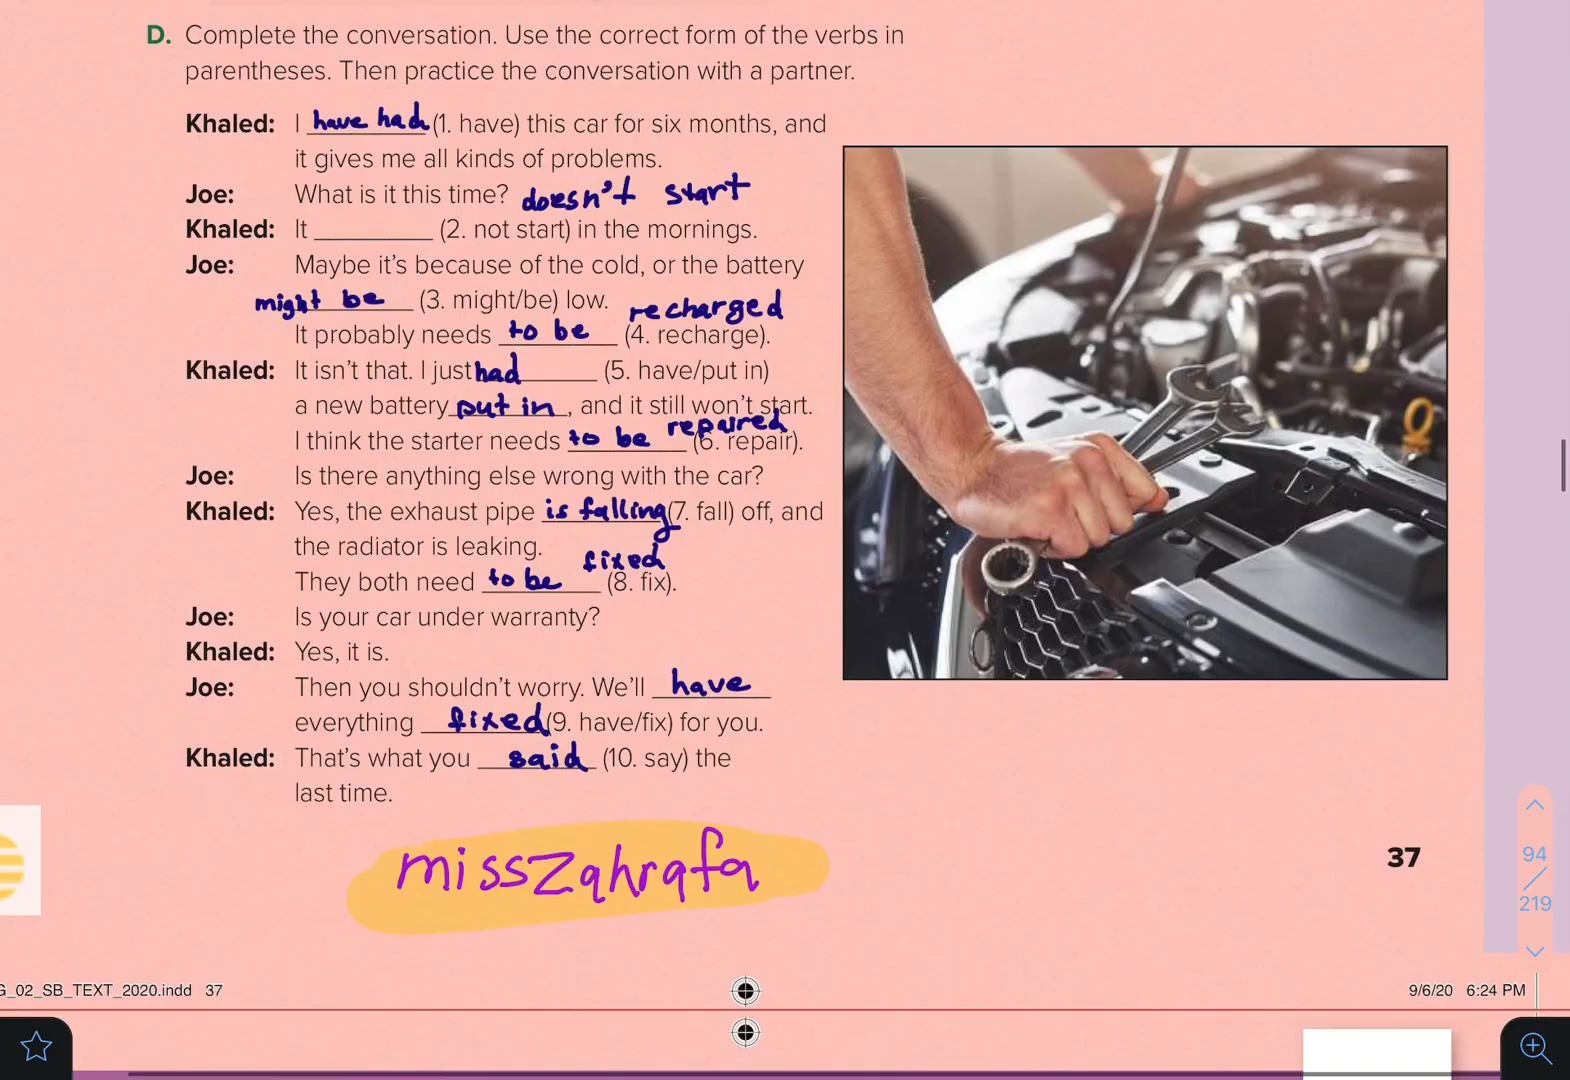 D. Complete the conversation. Use the correct form of the verbs in
parentheses. Then practice the conversation with a partner.
Khaled: I have had (1. have) this car for six months, and
it gives me all kinds of problems.
Joe: What is it this time? doesn't start
Khaled: It __________ (2. not start) in the mornings.
Joe: Maybe it's because of the cold, or the battery
might be (3. might/be) low. recharged
It probably needs to be (4. recharge).
Khaled: It isn't that. I just had (5. have/put in)
a new battery put in, and it still won't start.
repaired
I think the starter needs to be (6. repair).
Joe: Is there anything else wrong with the car?
Khaled: Yes, the exhaust pipe is falling (7. fall) off, and
the radiator is leaking.
fixed
They both need to be (8. fix).
Joe: Is your car under warranty?
Khaled: Yes, it is.
Joe: Then you shouldn't worry. We'll have
everything fixed (9. have/fix) for you.
Khaled: That's what you said (10. say) the
last time.
missZahrafa
37
94
219
G_02_SB_TEXT_2020.indd 37
9/6/20 6:24 PM